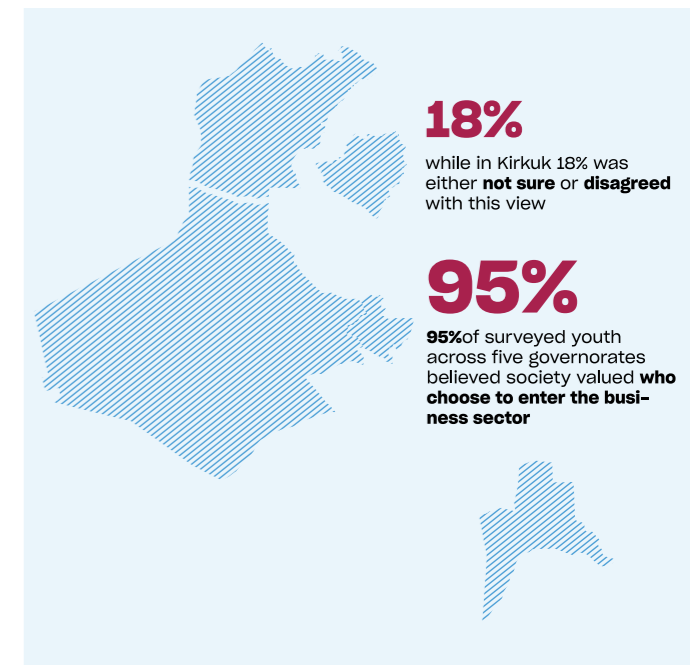 18%
while in Kirkuk 18% was
either not sure or disagreed
with this view
95%
95%of surveyed youth
across five governorates
believed society valued who
choose to enter the busi-
ness sector